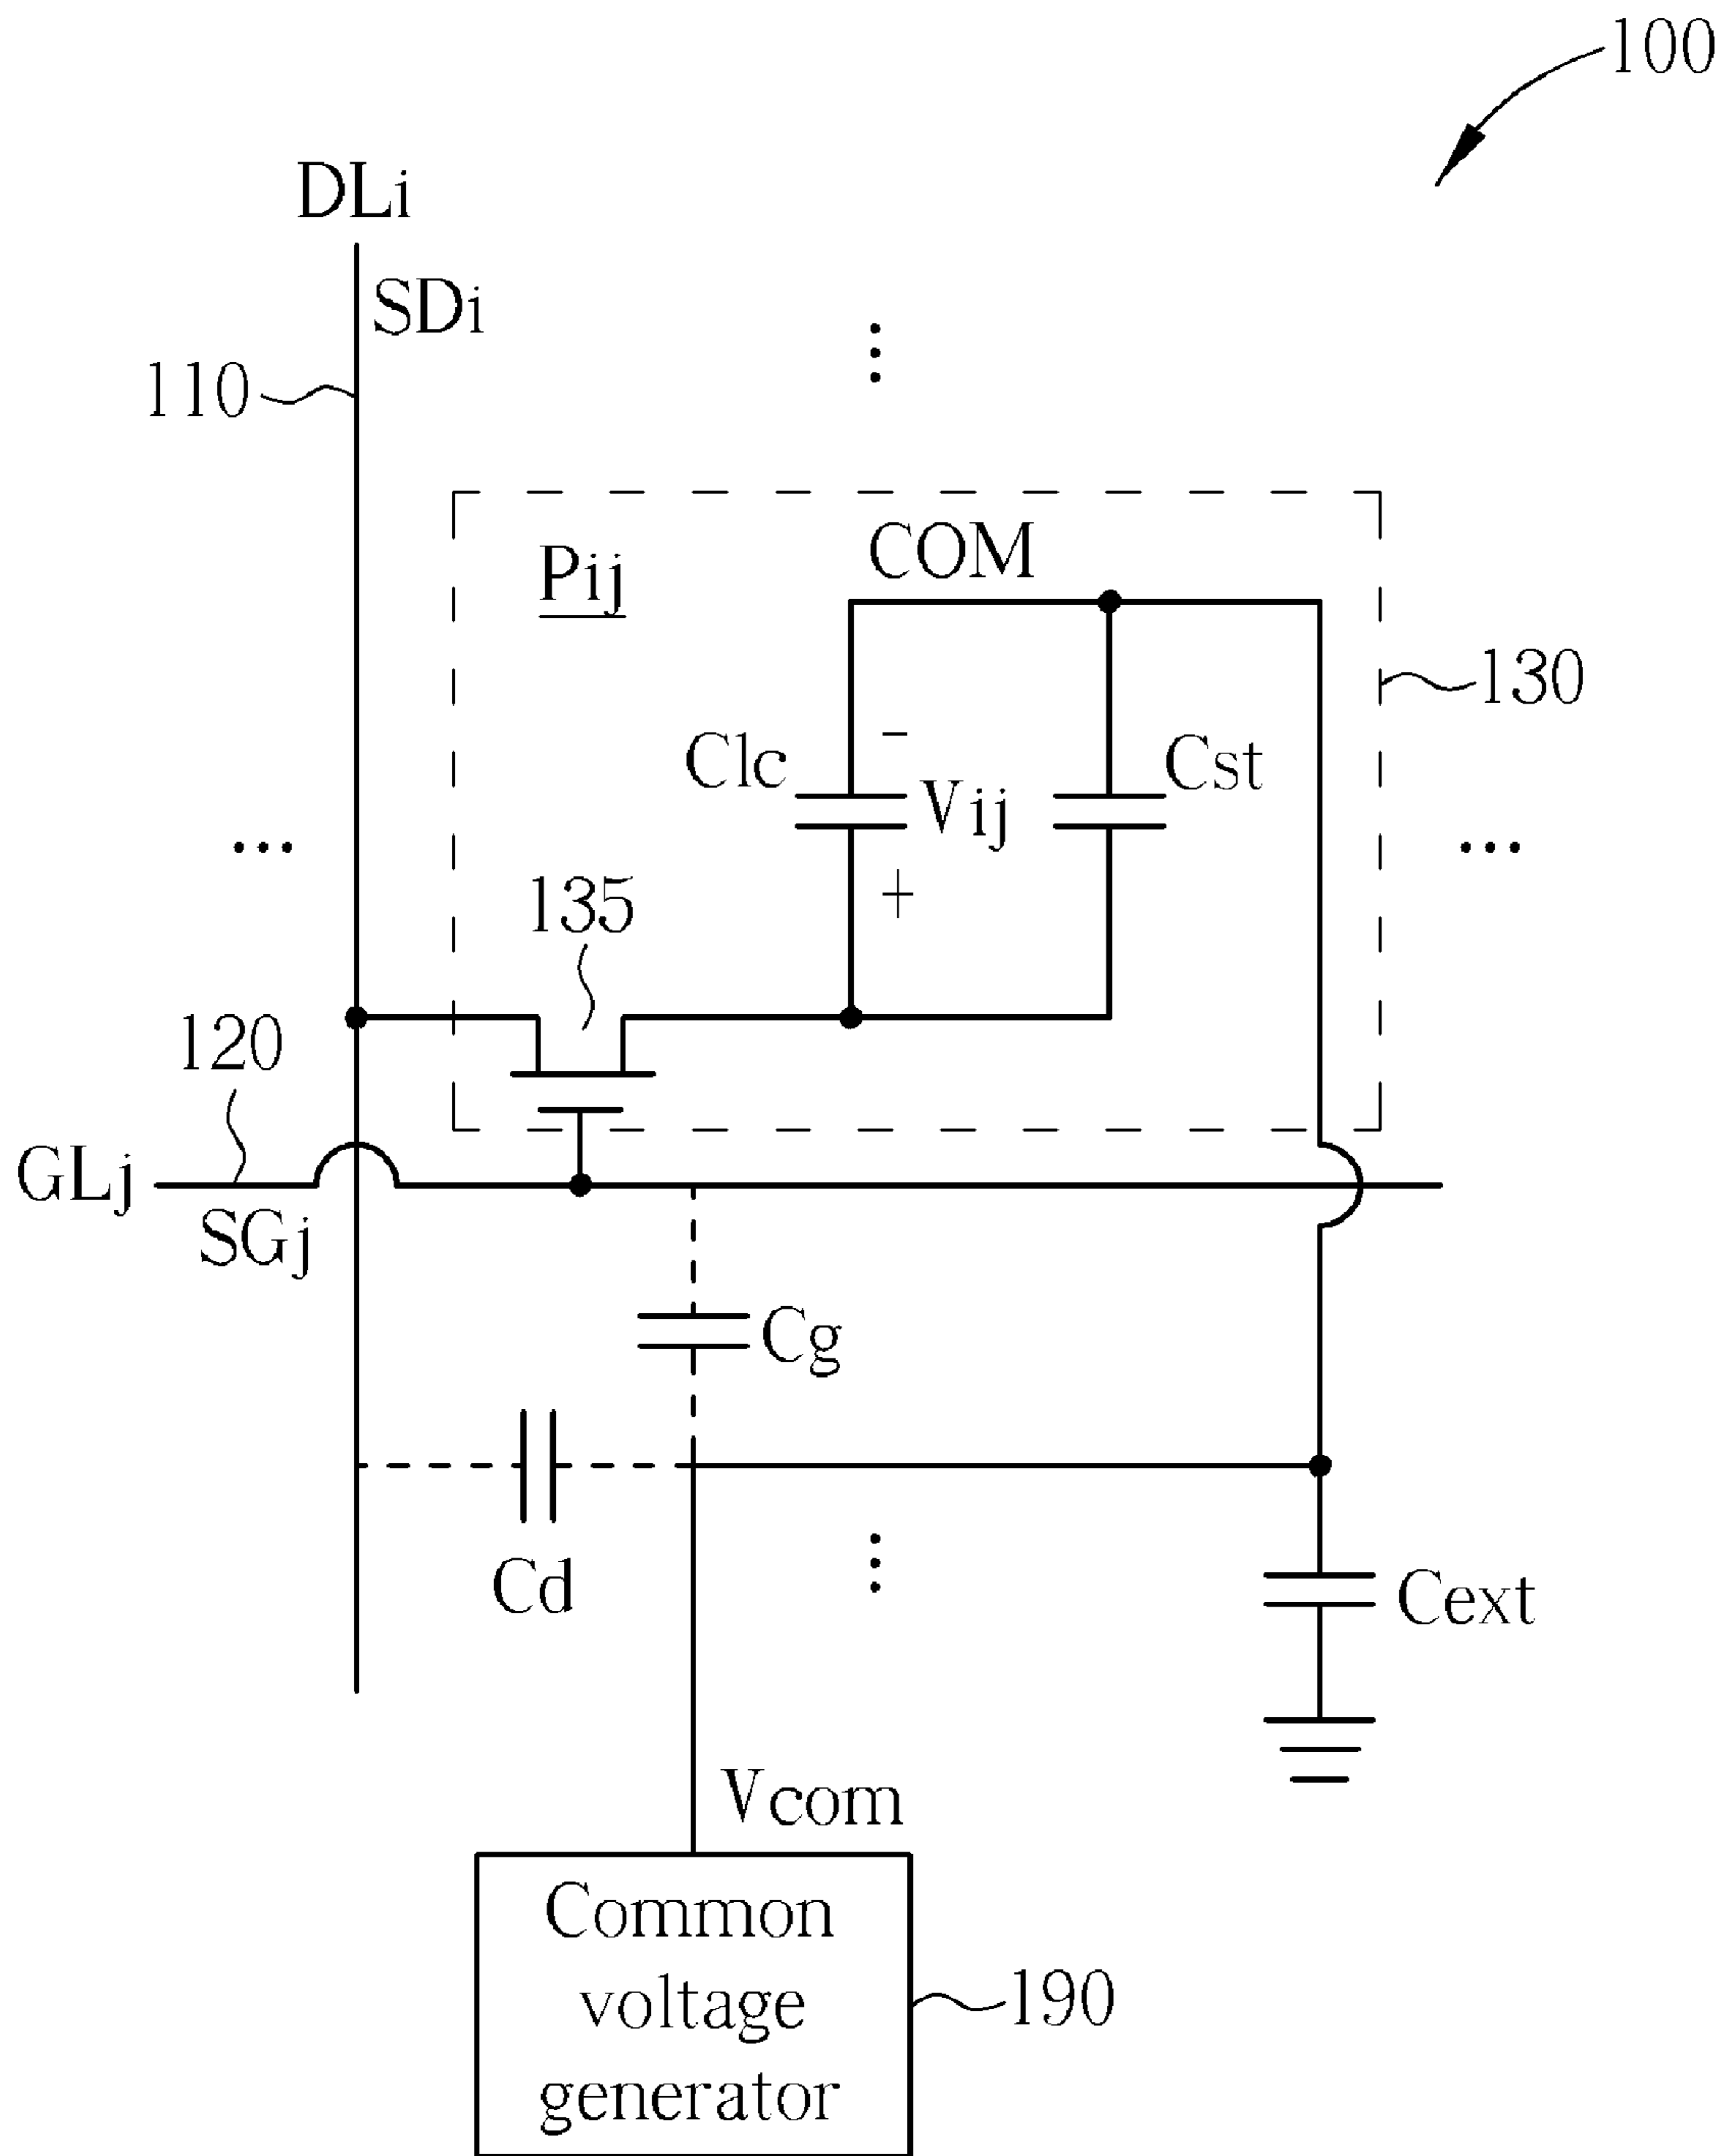 100
DLi
SDi
110
COM
Pij
130
Clc
-
Vij
+
Cst
...
...
135
120
GLj
SGj
Cg
Cd
Cext
Vcom
Common
voltage
generator
190